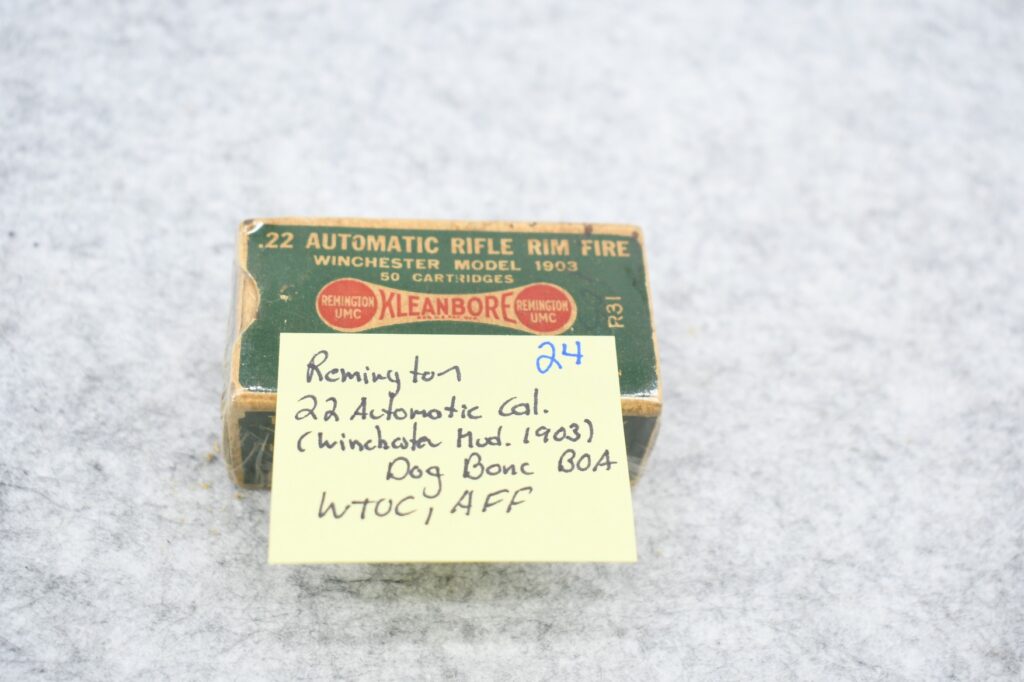 .22 AUTOMATIC RIFLE RIM FIRE
WINCHESTER MODEL 1903
50 CARTRIDGES
REMINGTON UMC
KLEANBORE
REMINGTON UMC
R31
24
Remington
22 Automatic Cal.
(Winchester Mod. 1903)
Dog Bone BOA
WTOC, AFF